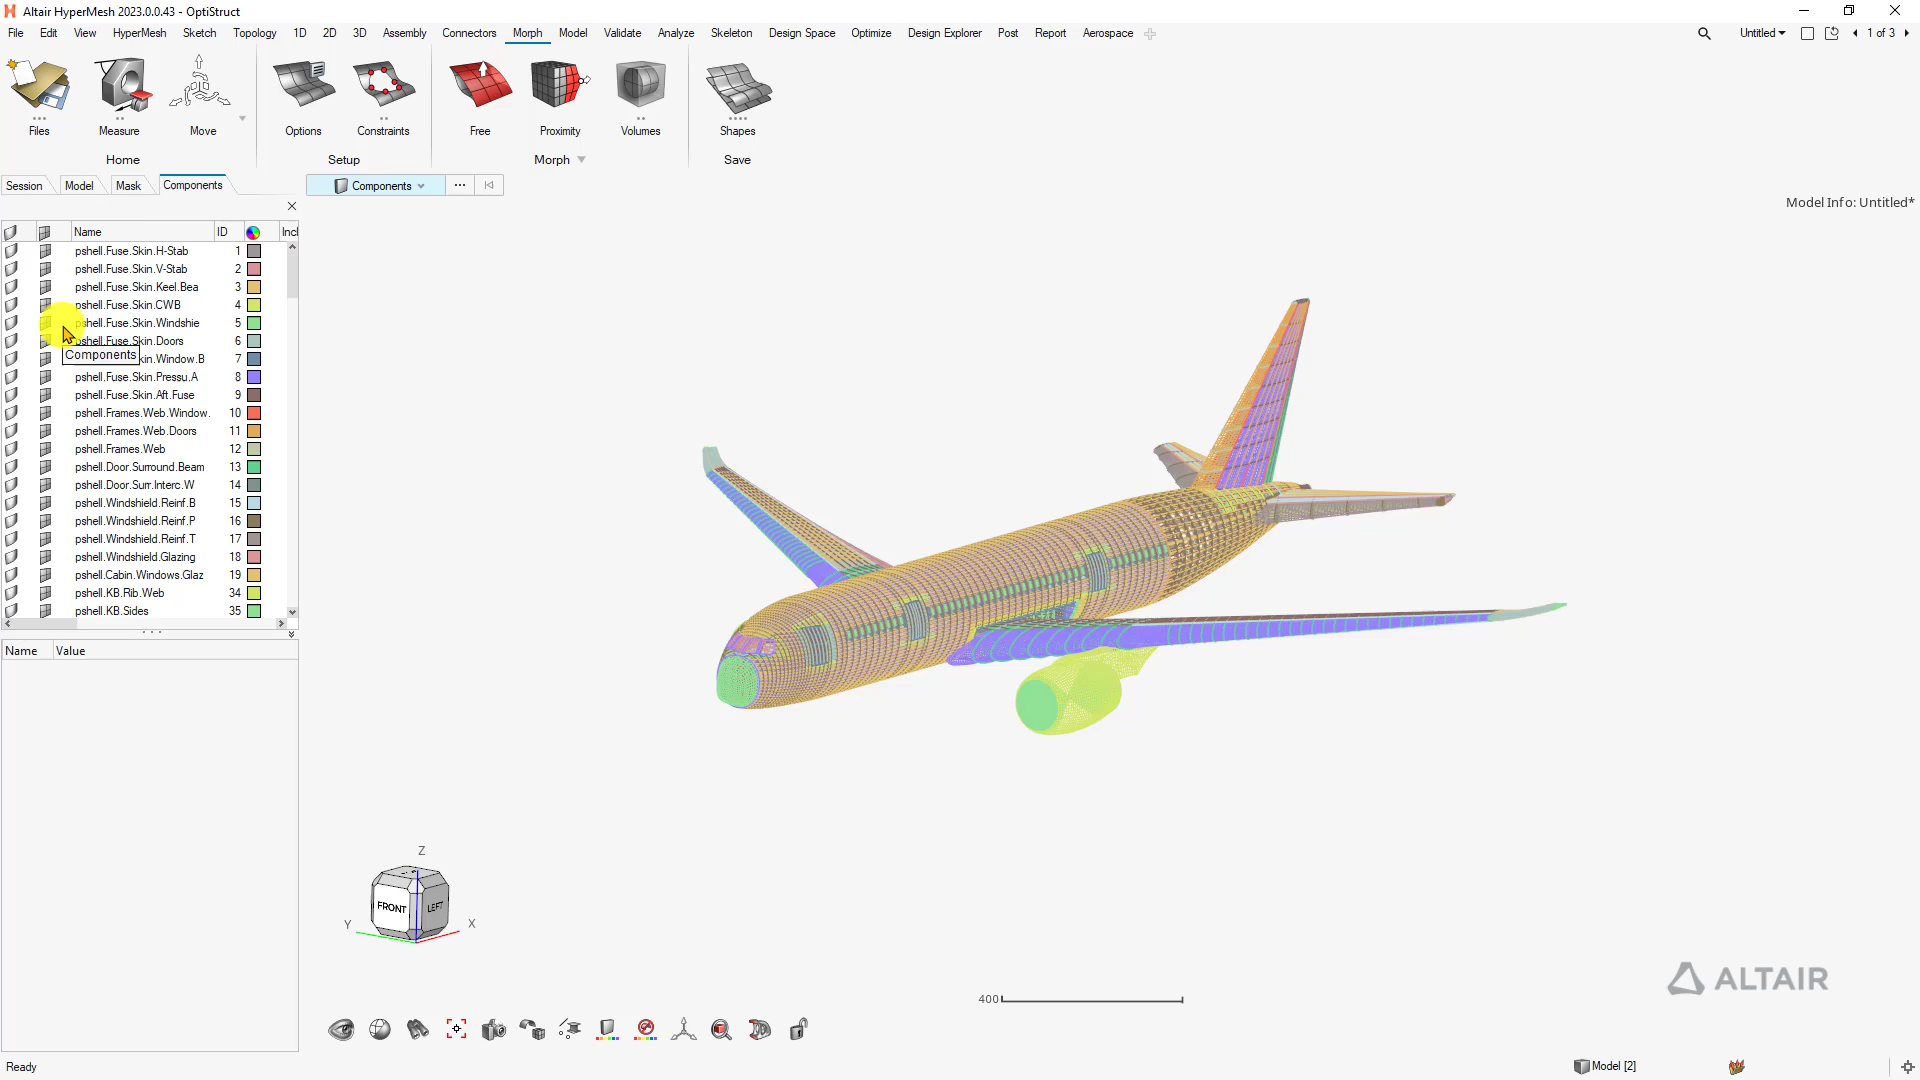 Altair HyperMesh 2023.0.0.43 - OptiStruct
File Edit View HyperMesh Sketch Topology 1D 2D 3D Assembly Connectors Morph Model Validate Analyze Skeleton Design Space Optimize Design Explorer Post Report Aerospace Untitled 1 of 3
Files Measure Move Options Constraints Free Proximity Volumes Shapes
Home Setup Morph Save
Session Model Mask Components Components ...
Model Info: Untitled*
Name ID Incl
pshell.Fuse.Skin.H-Stab 1
pshell.Fuse.Skin.V-Stab 2
pshell.Fuse.Skin.Keel.Bea 3
pshell.Fuse.Skin.CWB 4
pshell.Fuse.Skin.Windshie 5
pshell.Fuse.Skin.Doors 6
Components
kin.Window.B 7
pshell.Fuse.Skin.Pressu.A 8
pshell.Fuse.Skin.Aft.Fuse 9
pshell.Frames.Web.Window. 10
pshell.Frames.Web.Doors 11
pshell.Frames.Web 12
pshell.Door.Surround.Beam 13
pshell.Door.Surr.Interc.W 14
pshell.Windshield.Reinf.B 15
pshell.Windshield.Reinf.P 16
pshell.Windshield.Reinf.T 17
pshell.Windshield.Glazing 18
pshell.Cabin.Windows.Glaz 19
pshell.KB.Rib.Web 34
pshell.KB.Sides 35
Name Value
Z
FRONT LEFT
Y X
400
ALTAIR
Ready
Model [2]